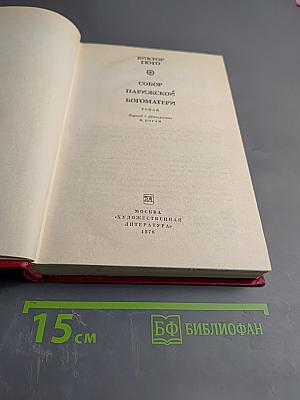 ВИКТОР
ГЮГО
СОБОР
ПАРИЖСКОЙ
БОГОМАТЕРИ
РОМАН
Перевод с французского
Н. КОГАН
МОСКВА
«ХУДОЖЕСТВЕННАЯ
ЛИТЕРАТУРА»
1976
15 см
БФ БИБЛИОФАН